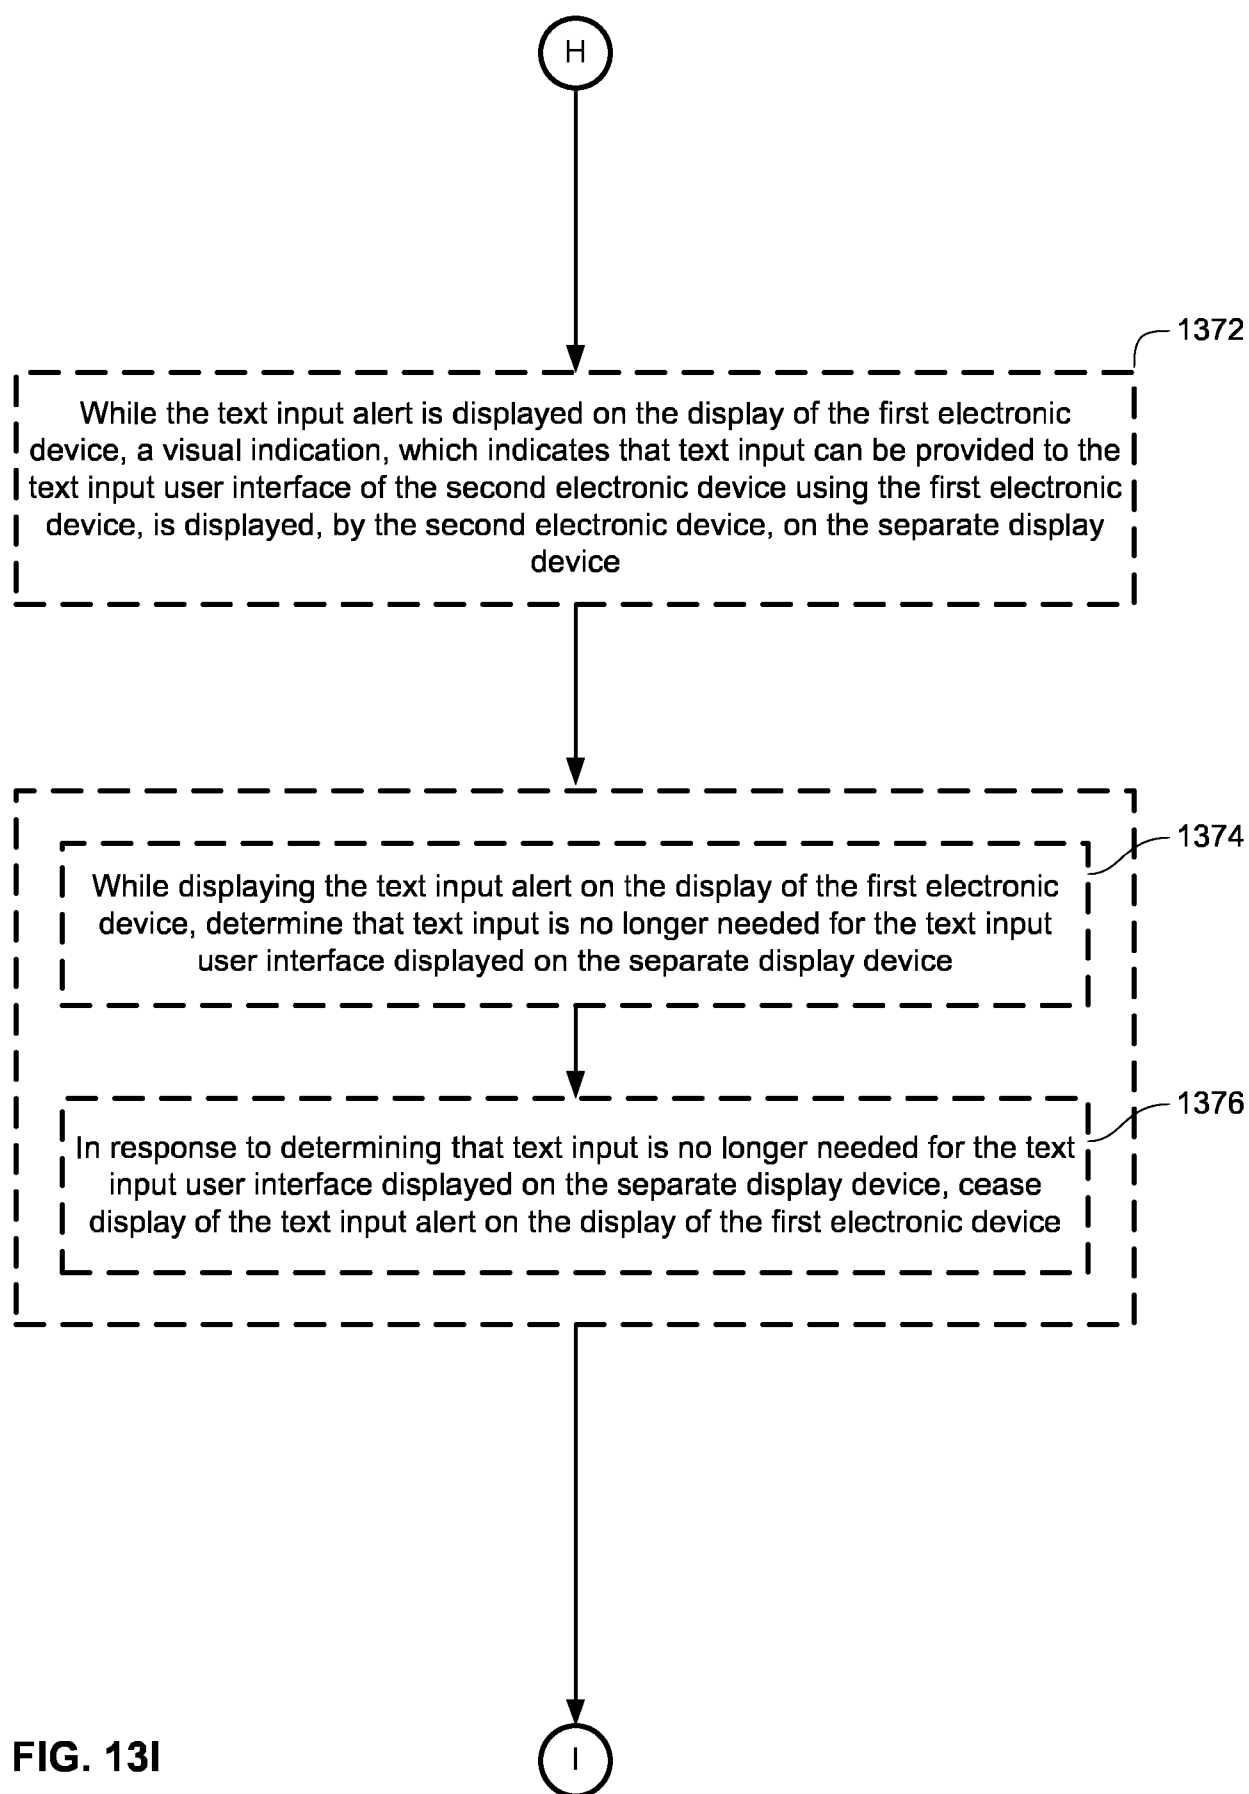 H
1372
While the text input alert is displayed on the display of the first electronic
device, a visual indication, which indicates that text input can be provided to the
text input user interface of the second electronic device using the first electronic
device, is displayed, by the second electronic device, on the separate display
device
1374
While displaying the text input alert on the display of the first electronic
device, determine that text input is no longer needed for the text input
user interface displayed on the separate display device
1376
In response to determining that text input is no longer needed for the text
input user interface displayed on the separate display device, cease
display of the text input alert on the display of the first electronic device
FIG. 13I
I